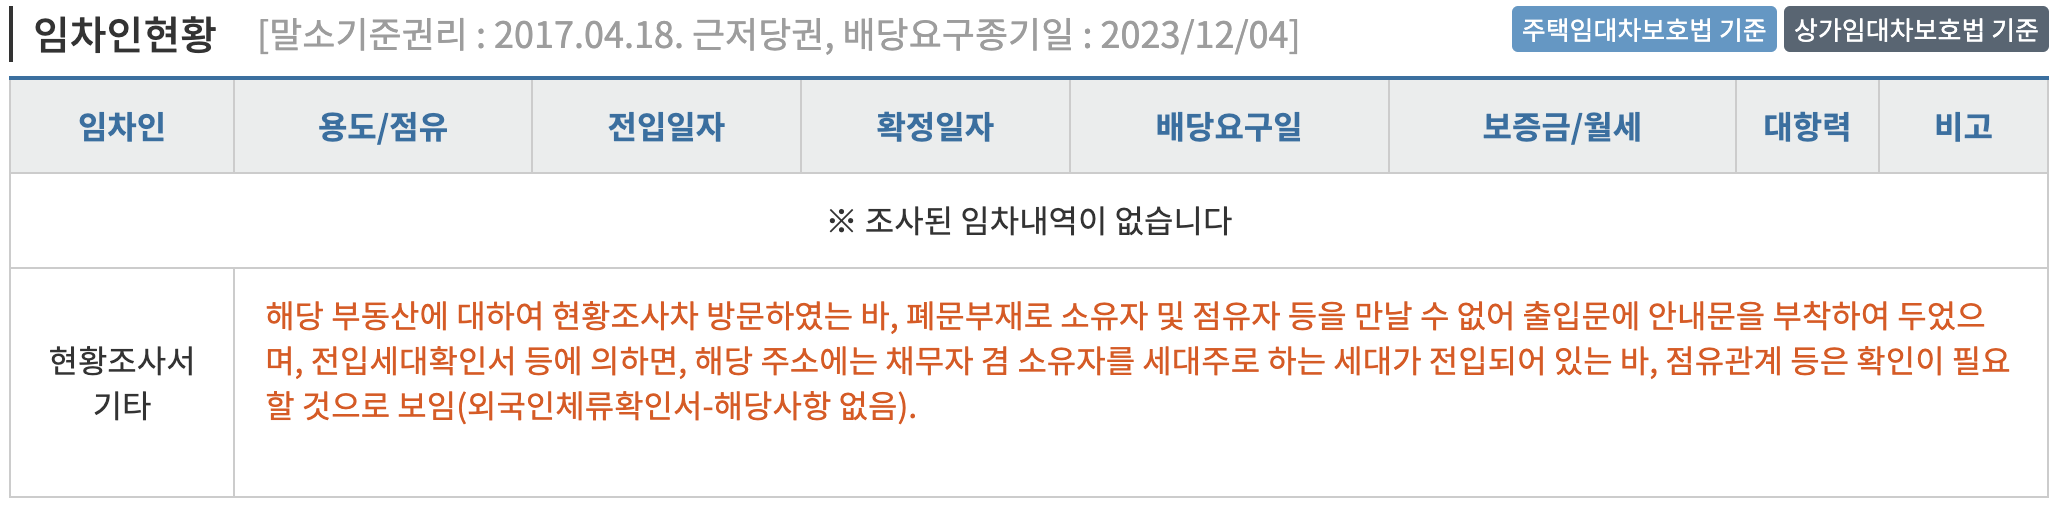 임차인현황 [말소기준권리 : 2017.04.18. 근저당권, 배당요구종기일 : 2023/12/04] 주택임대차보호법 기준 상가임대차보호법 기준
임차인 용도/점유 전입일자 확정일자 배당요구일 보증금/월세 대항력 비고
※ 조사된 임차내역이 없습니다
현황조사서
기타
해당 부동산에 대하여 현황조사차 방문하였는 바, 폐문부재로 소유자 및 점유자 등을 만날 수 없어 출입문에 안내문을 부착하여 두었으
며, 전입세대확인서 등에 의하면, 해당 주소에는 채무자 겸 소유자를 세대주로 하는 세대가 전입되어 있는 바, 점유관계 등은 확인이 필요
할 것으로 보임(외국인체류확인서-해당사항 없음).